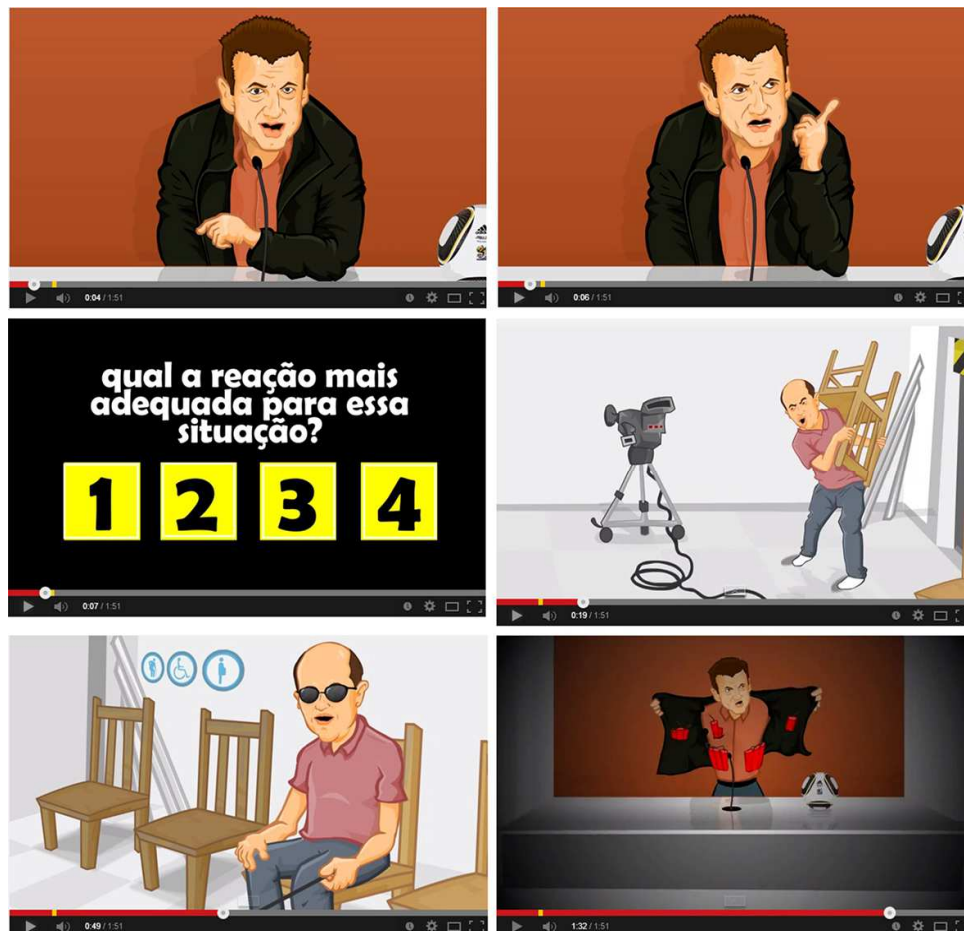 adidas
0:04 / 1:51
0:06 / 1:51
qual a reação mais
adequada para essa
situação?
1 2 3 4
0:07 / 1:51
0:19 / 1:51
0:49 / 1:51
1:32 / 1:51